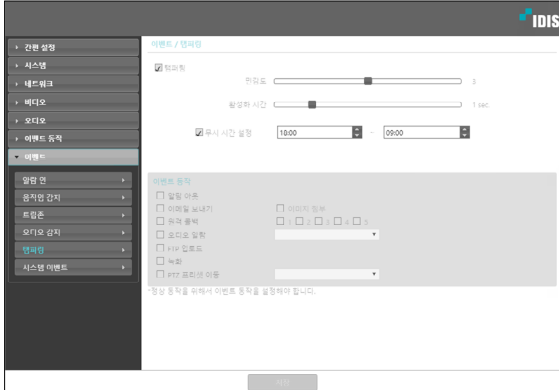 IDIS
간편 설정
시스템
네트워크
비디오
오디오
이벤트 동작
이벤트
알람 인
움직임 감지
트립존
오디오 감지
탬퍼링
시스템 이벤트
이벤트 / 탬퍼링
탬퍼링
민감도 3
활성화 시간 1 sec.
무시 시간 설정 18:00 ~ 09:00
이벤트 동작
알람 아웃
이메일 보내기 이미지 첨부
원격 콜백 1 2 3 4 5
오디오 알람
FTP 업로드
녹화
PTZ 프리셋 이동
*정상 동작을 위해서 이벤트 동작을 설정해야 합니다.
저장